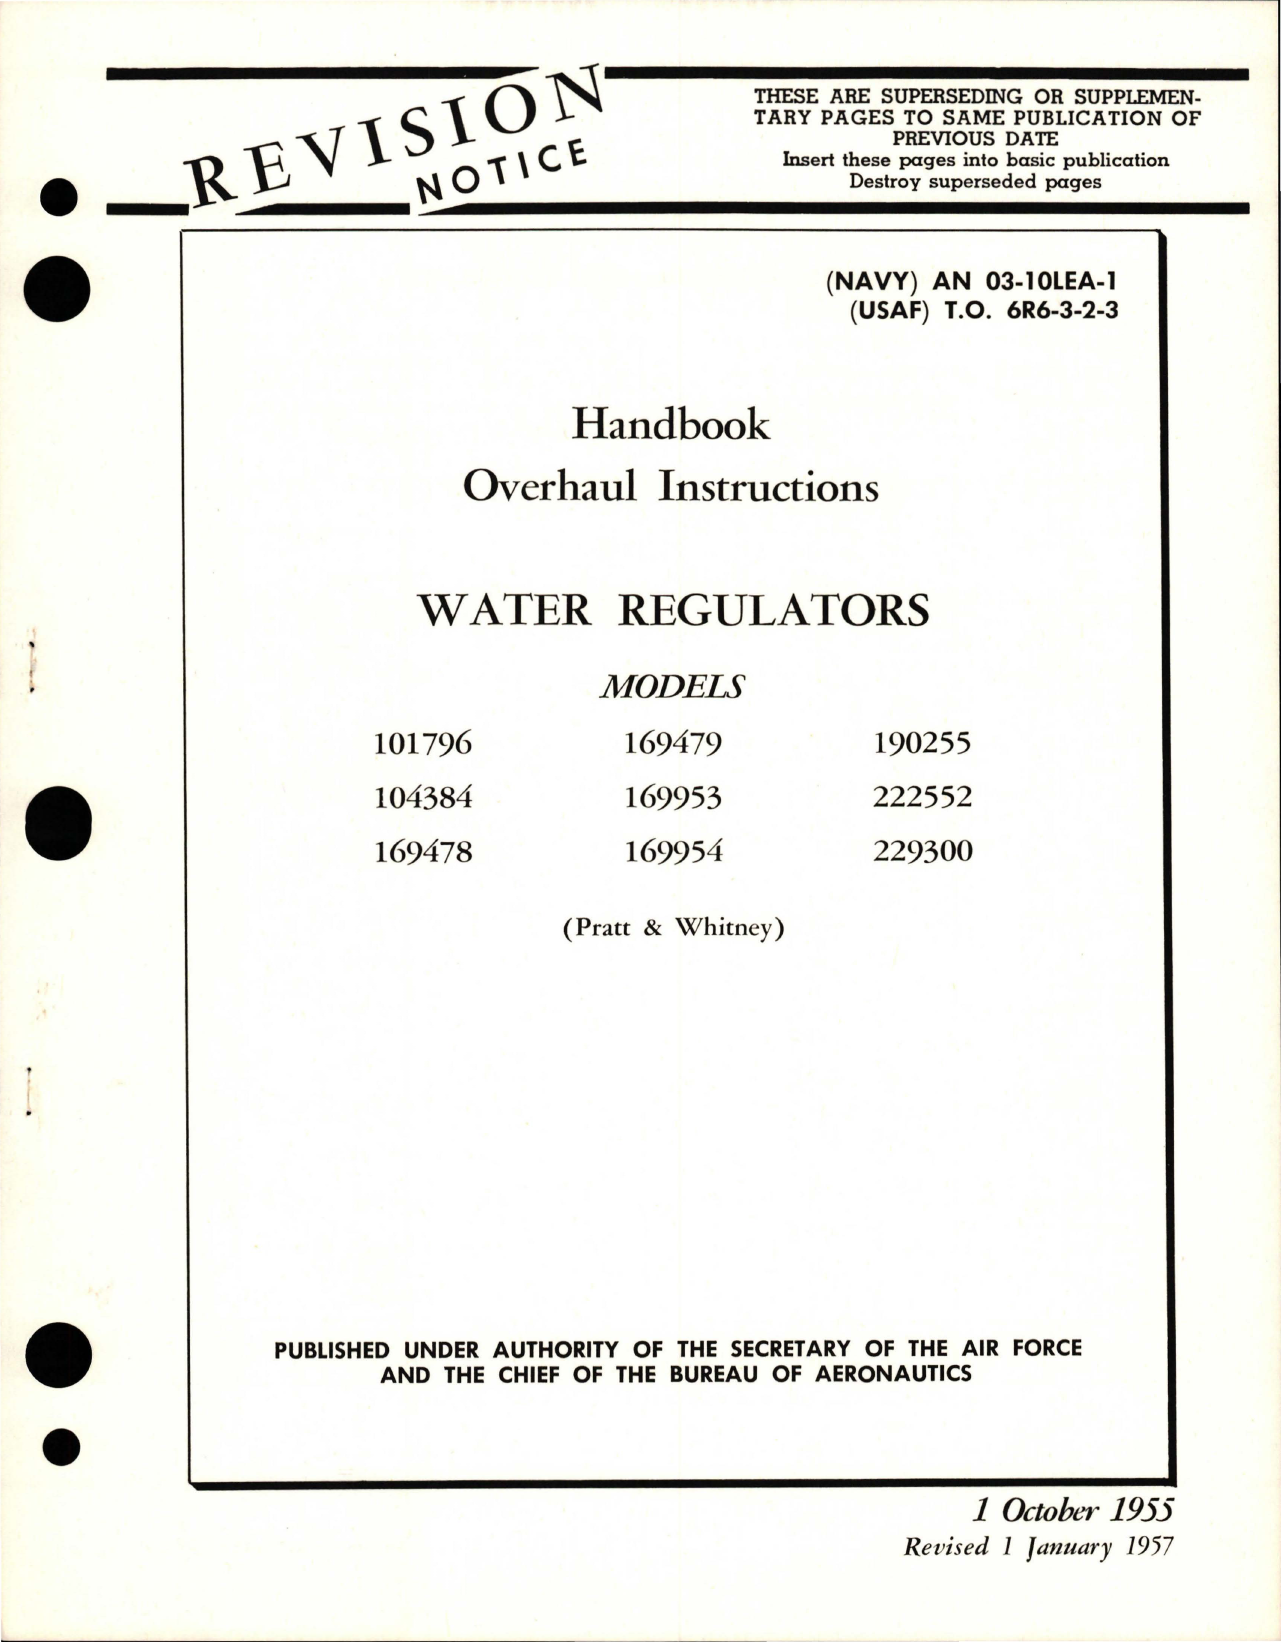 REVISION
NOTICE
THESE ARE SUPERSEDING OR SUPPLEMEN-
TARY PAGES TO SAME PUBLICATION OF
PREVIOUS DATE
Insert these pages into basic publication
Destroy superseded pages
(NAVY) AN 03-10LEA-1
(USAF) T.O. 6R6-3-2-3
Handbook
Overhaul Instructions
WATER REGULATORS
MODELS
101796 169479 190255
104384 169953 222552
169478 169954 229300
(Pratt & Whitney)
PUBLISHED UNDER AUTHORITY OF THE SECRETARY OF THE AIR FORCE
AND THE CHIEF OF THE BUREAU OF AERONAUTICS
1 October 1955
Revised 1 January 1957